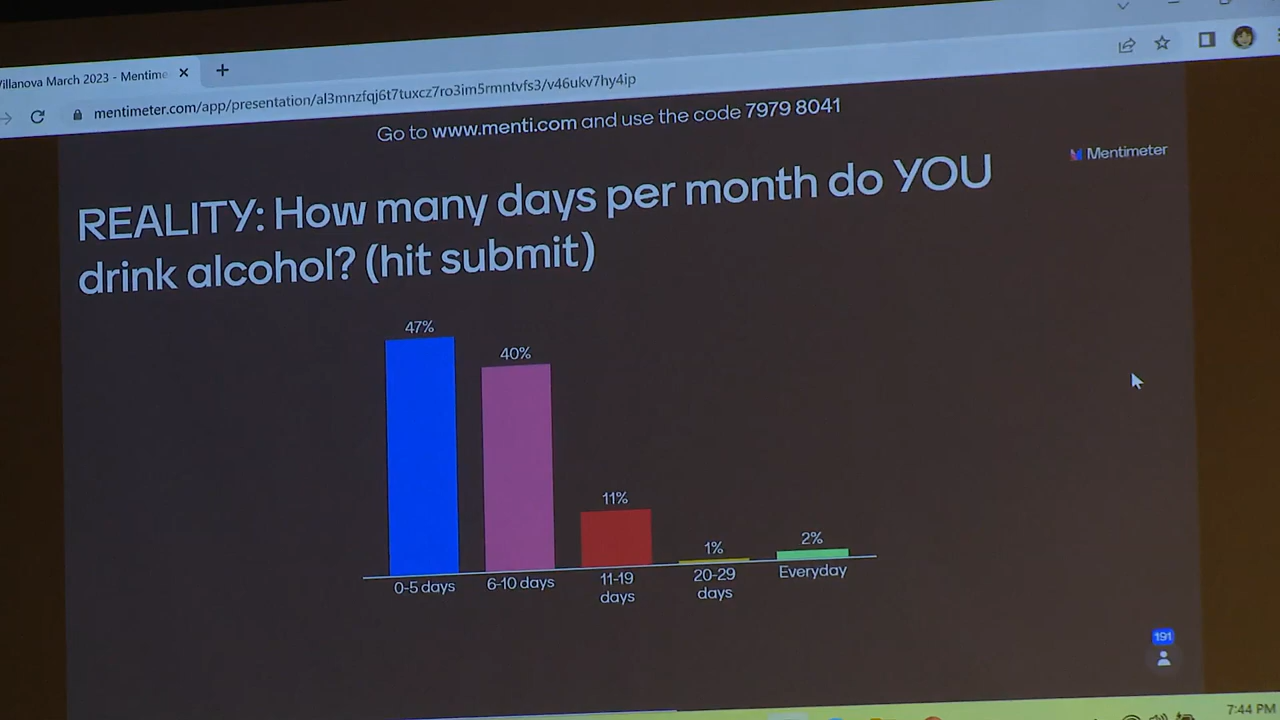 illanova March 2023 - Mentime
mentimeter.com/app/presentation/al3mnzfqj6t7tuxcz7ro3im5rmntvfs3/v46ukv7hy4ip
Go to www.menti.com and use the code 7979 8041
Mentimeter
REALITY: How many days per month do YOU
drink alcohol? (hit submit)
47%
40%
11%
1%
2%
0-5 days
6-10 days
11-19
days
20-29
days
Everyday
191
7:44 PM